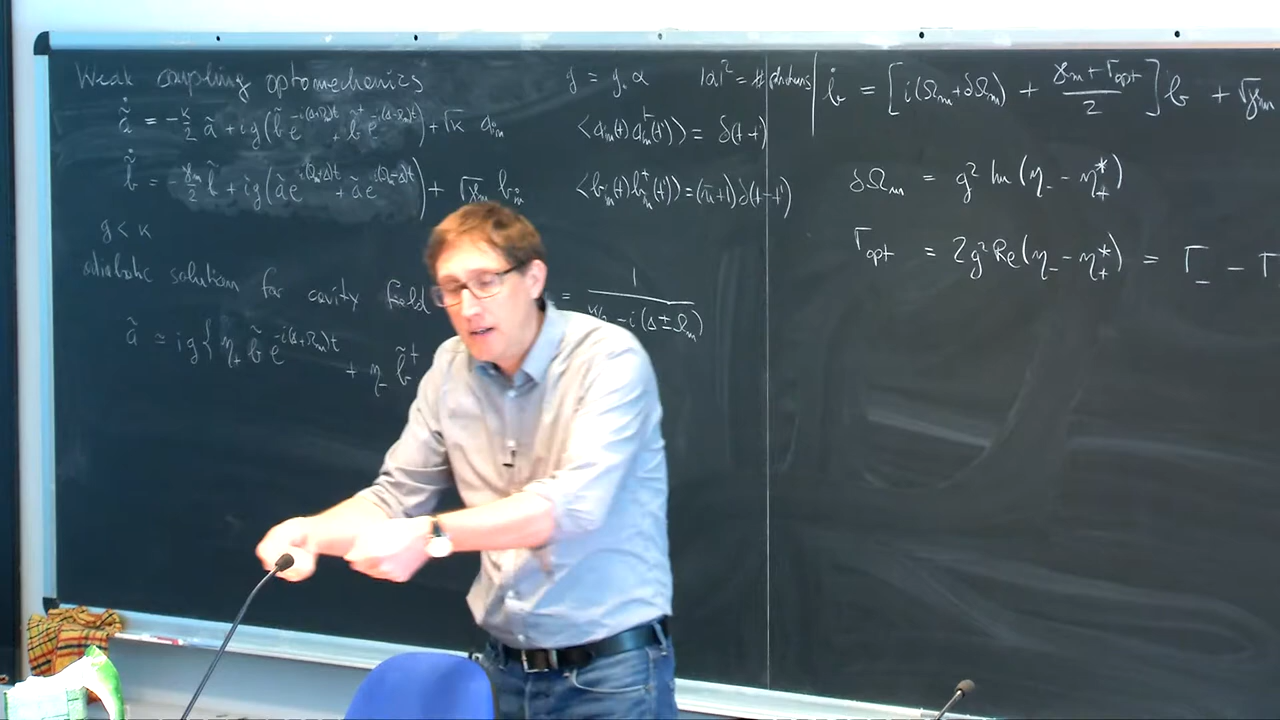 Weak coupling optomechanics
g = g₀ α
|α|² = # photons
ȧ̃ = -κ/2 ã + ig(b̃ e^{-i(Δ+Ωm)t} + b̃† e^{-i(Δ-Ωm)t}) + √κ a_in
<a_in(t) a_in†(t')> = δ(t-t')
ḃ̃ = -γm/2 b̃ + ig(ã e^{i(Ωm+Δ)t} + ã e^{i(Ωm-Δ)t}) + √γm b_in
<b_in(t) b_in†(t')> = (n̄+1)δ(t-t')
g < κ
adiabatic solution for cavity field
= 1/(κ/2 - i(Δ±Ωm))
ã ≃ ig{ η₊ b̃ e^{-i(Δ+Ωm)t} + η₋ b̃†
ḃ = [i(Ωm+δΩm) + (γm+Γopt)/2] b + √γm
δΩm = g² Im(η₋ - η₊*)
Γopt = 2g² Re(η₋ - η₊*) = Γ₋ - Γ